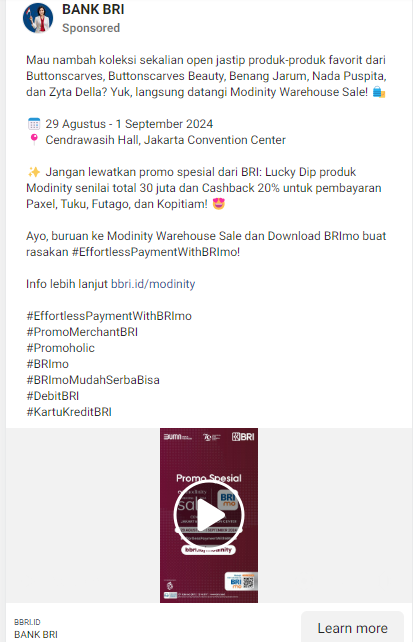 BANK BRI
Sponsored
Mau nambah koleksi sekalian open jastip produk-produk favorit dari
Buttonscarves, Buttonscarves Beauty, Benang Jarum, Nada Puspita,
dan Zyta Della? Yuk, langsung datangi Modinity Warehouse Sale! 🛍️
📅 29 Agustus - 1 September 2024
📍 Cendrawasih Hall, Jakarta Convention Center
✨ Jangan lewatkan promo spesial dari BRI: Lucky Dip produk
Modinity senilai total 30 juta dan Cashback 20% untuk pembayaran
Paxel, Tuku, Futago, dan Kopitiam! 😍
Ayo, buruan ke Modinity Warehouse Sale dan Download BRImo buat
rasakan #EffortlessPaymentWithBRImo!
Info lebih lanjut bbri.id/modinity
#EffortlessPaymentWithBRImo
#PromoMerchantBRI
#Promoholic
#BRImo
#BRImoMudahSerbaBisa
#DebitBRI
#KartuKreditBRI
BUMN
BRI
Promo Spesial
BRI
mo
BRI
mo
BBRI.ID
BANK BRI
Learn more